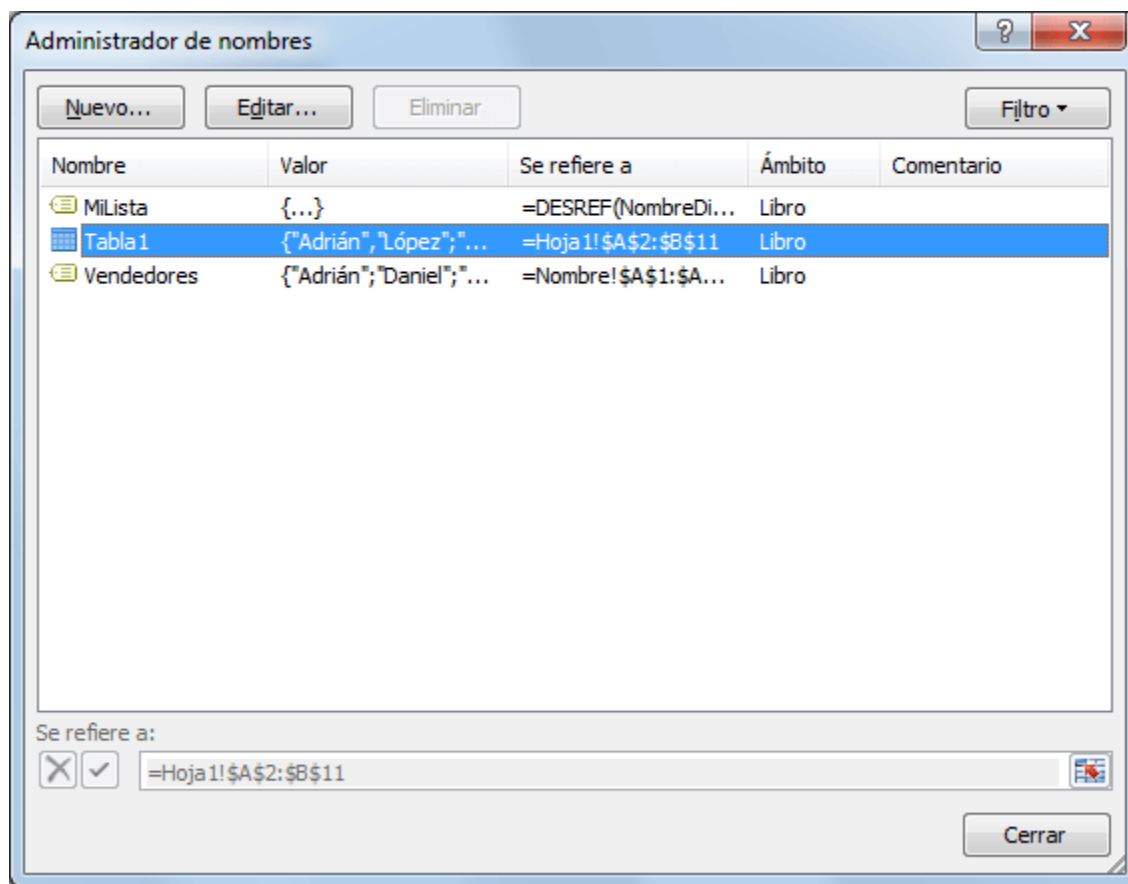 Administrador de nombres
Nuevo... Editar... Eliminar Filtro
Nombre Valor Se refiere a Ámbito Comentario
MiLista {...} =DESREF(NombreDi... Libro
Tabla1 {"Adrián","López";"... =Hoja1!$A$2:$B$11 Libro
Vendedores {"Adrián";"Daniel";"... =Nombre!$A$1:$A... Libro
Se refiere a:
=Hoja1!$A$2:$B$11
Cerrar